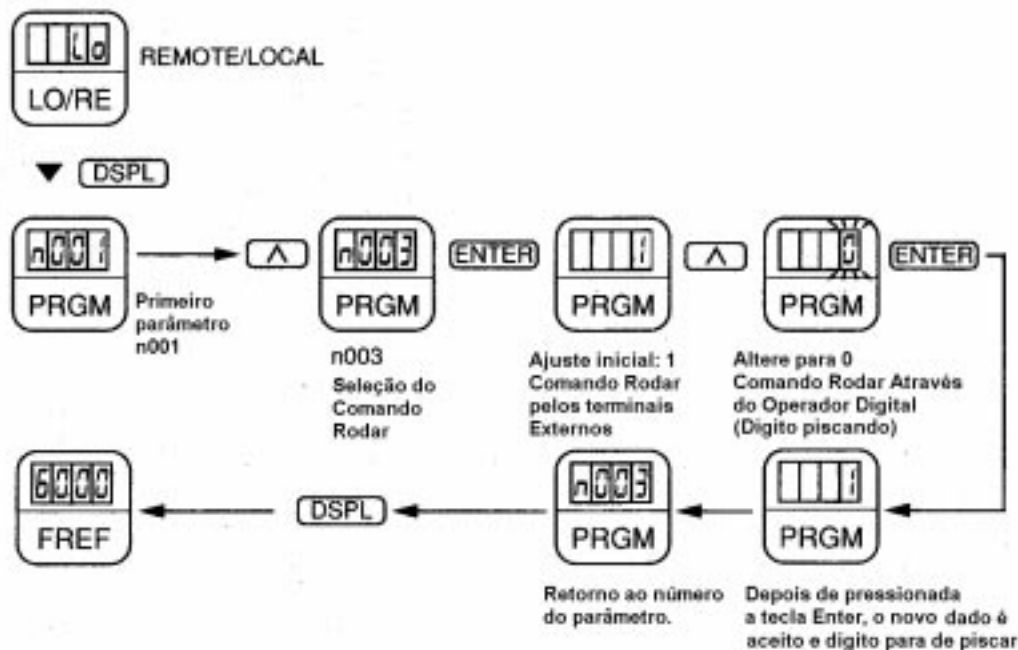 Lo
LO/RE
REMOTE/LOCAL
DSPL
n001
PRGM
Primeiro
parâmetro
n001
n003
PRGM
n003
Seleção do
Comando
Rodar
ENTER
1
PRGM
Ajuste inicial: 1
Comando Rodar
pelos terminais
Externos
0
PRGM
Altere para 0
Comando Rodar Através
do Operador Digital
(Digito piscando)
ENTER
6000
FREF
DSPL
n003
PRGM
Retorno ao número
do parâmetro.
1
PRGM
Depois de pressionada
a tecla Enter, o novo dado è
aceito e digito para de piscar